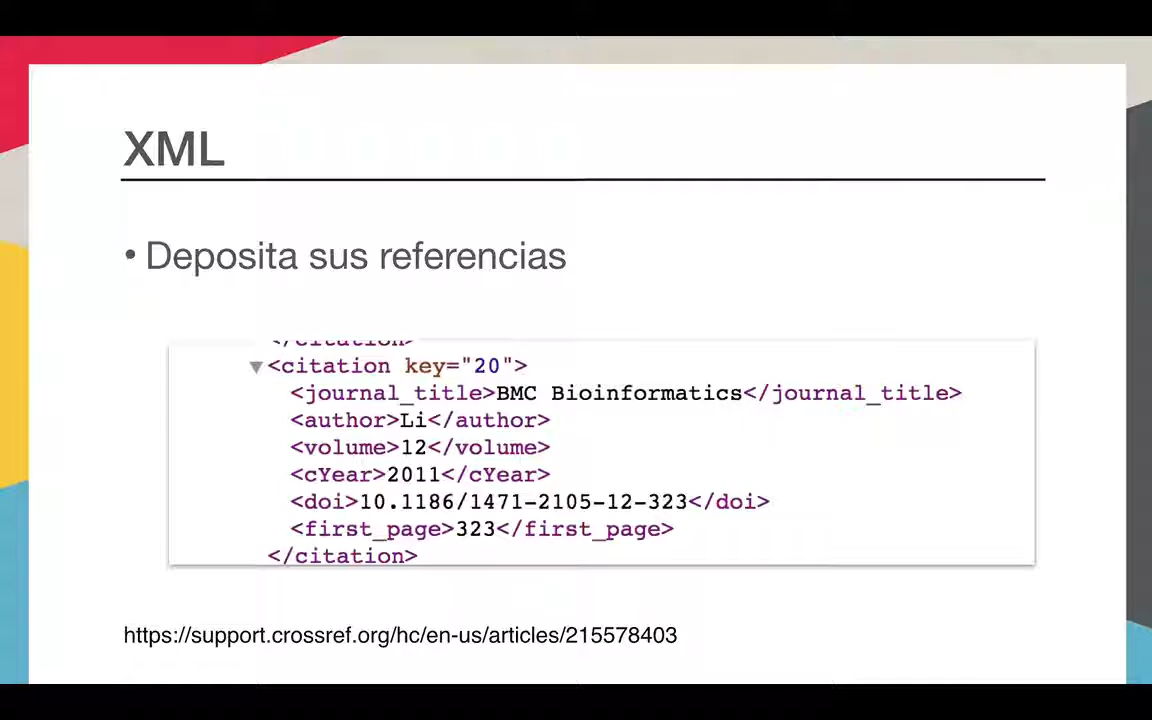 XML
• Deposita sus referencias
</citation>
<citation key="20">
<journal_title>BMC Bioinformatics</journal_title>
<author>Li</author>
<volume>12</volume>
<cYear>2011</cYear>
<doi>10.1186/1471-2105-12-323</doi>
<first_page>323</first_page>
</citation>
https://support.crossref.org/hc/en-us/articles/215578403